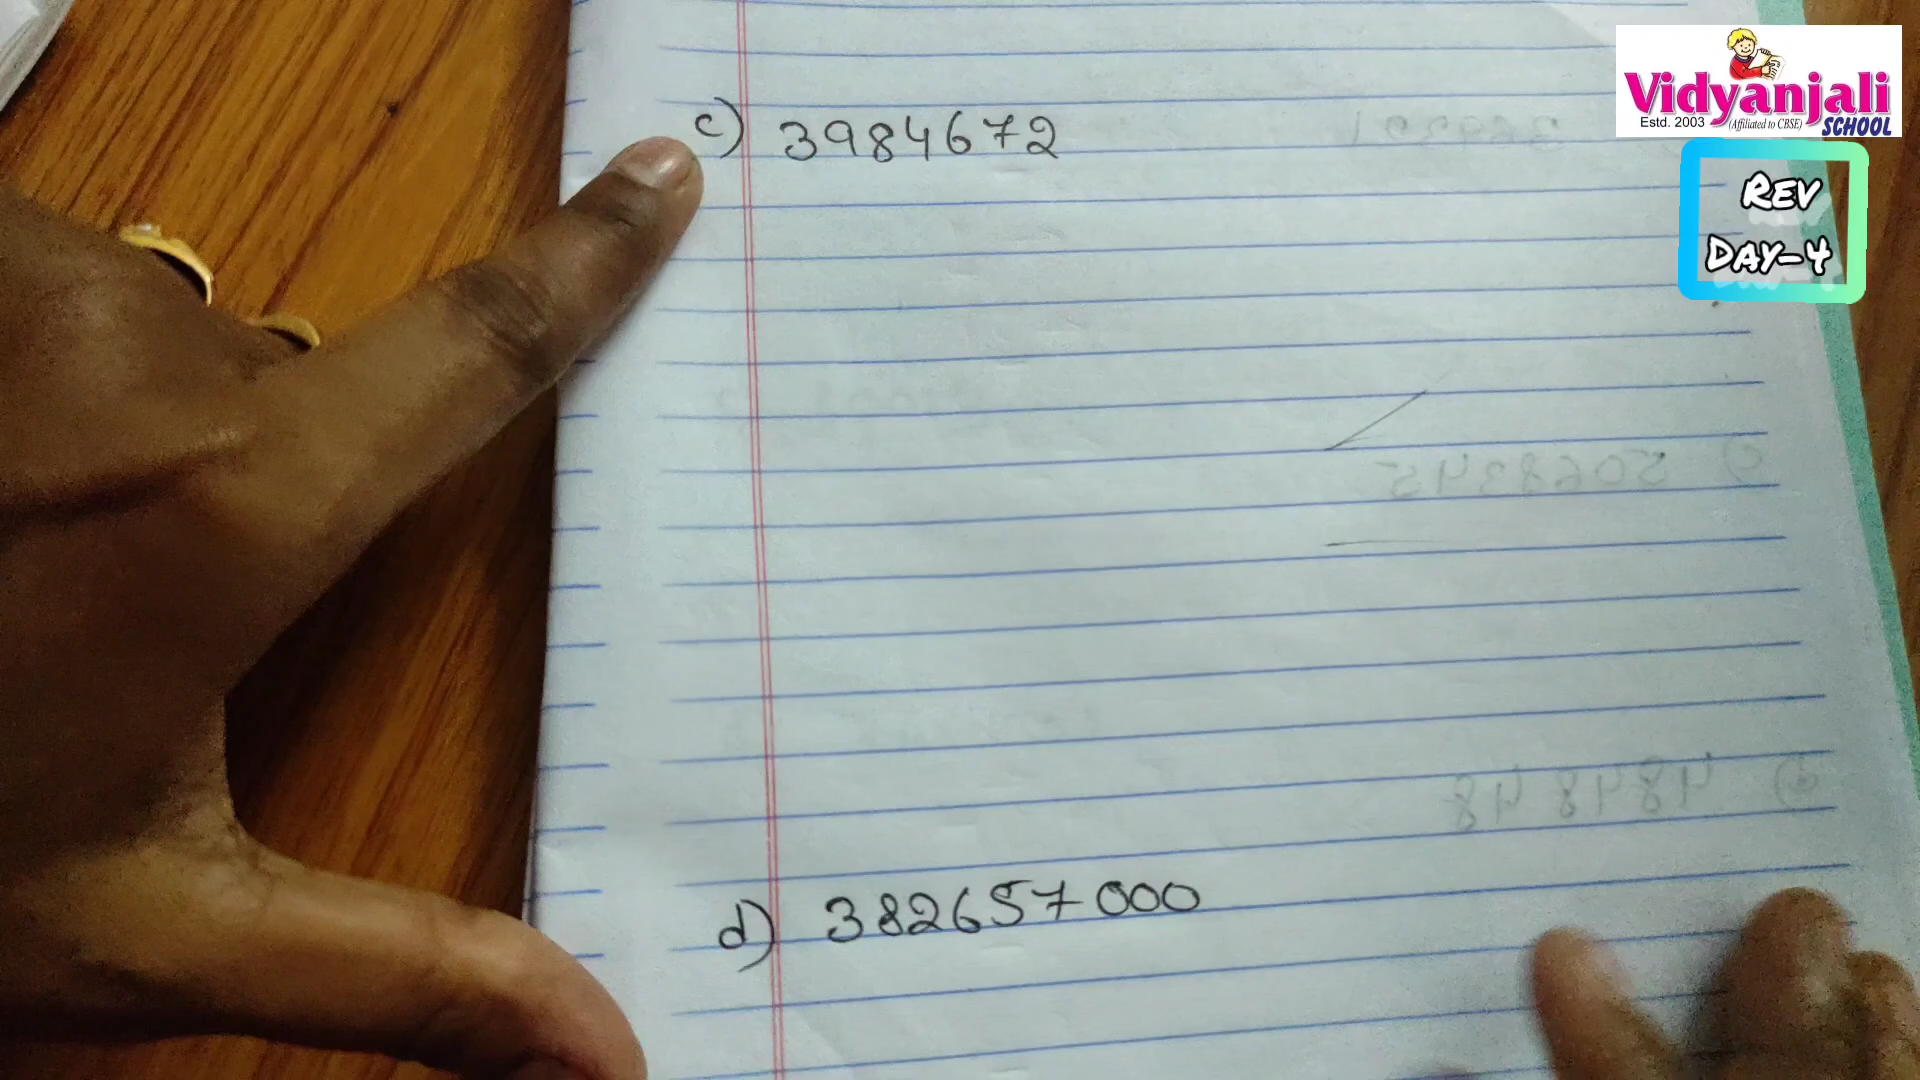 c) 3984672
d) 382657000
Vidyanjali
Estd. 2003 (Affiliated to CBSE) SCHOOL
REV
DAY-4